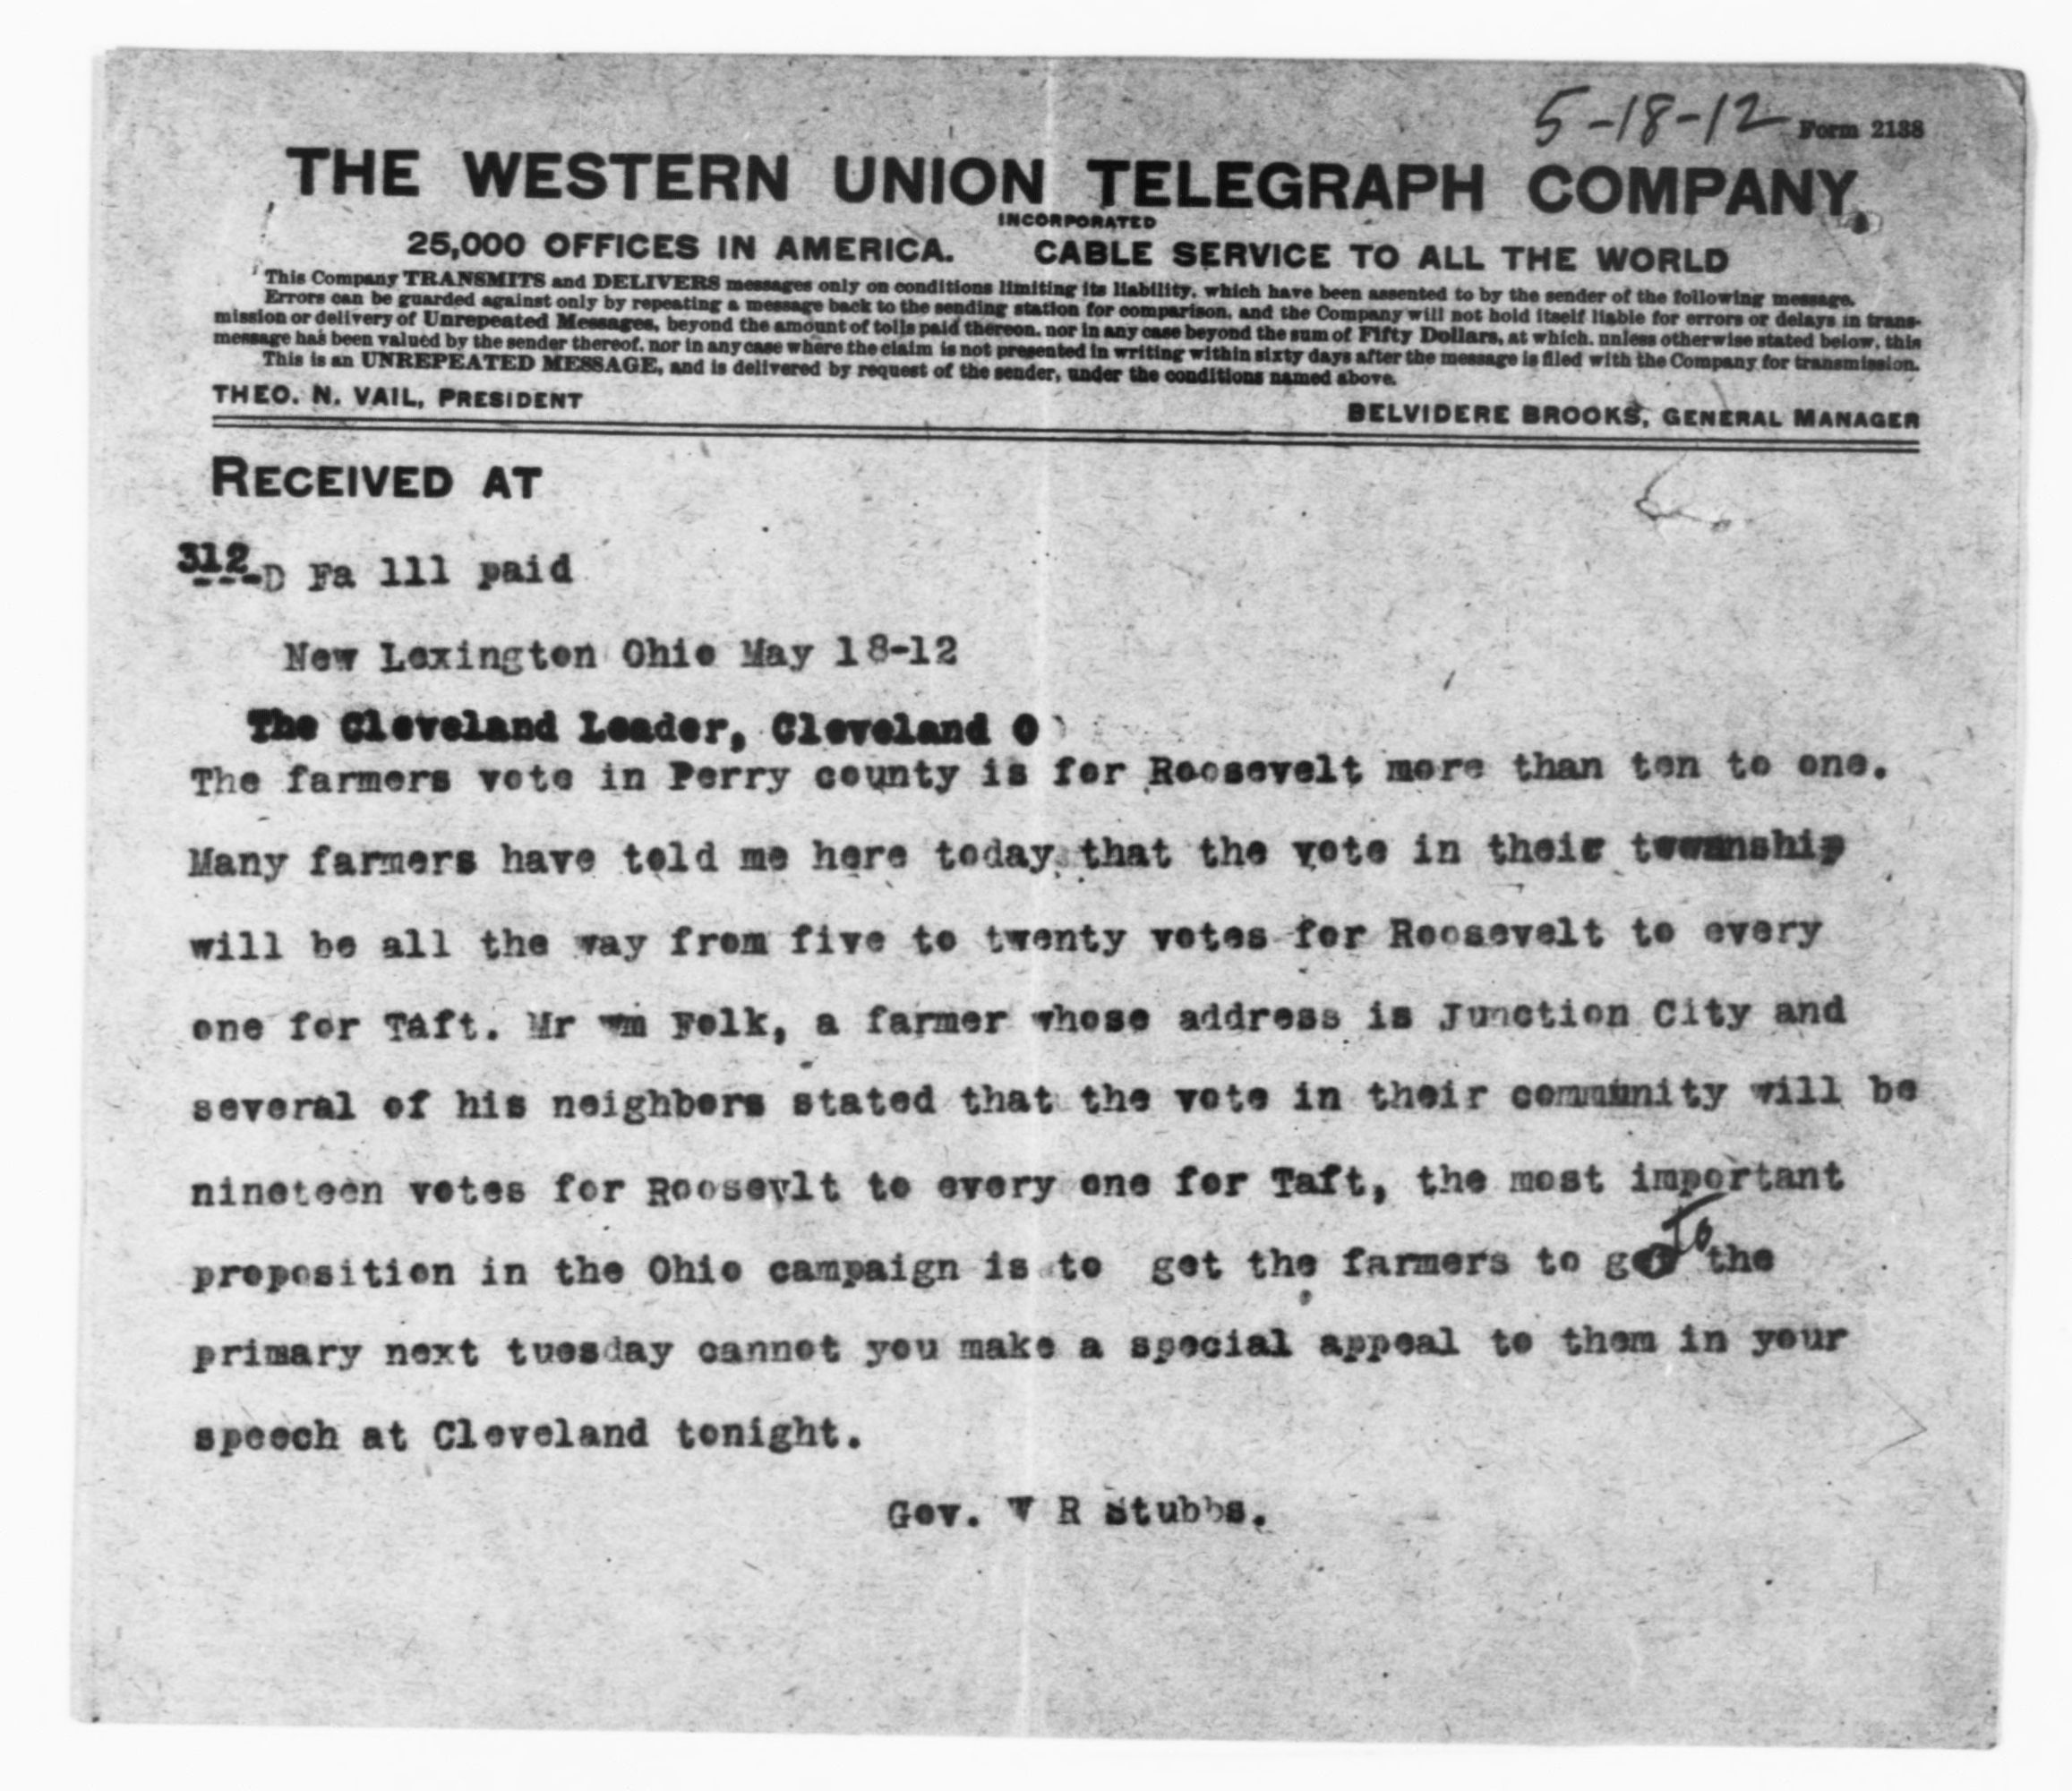 5-18-12 Form 2138
THE WESTERN UNION TELEGRAPH COMPANY.
INCORPORATED
25,000 OFFICES IN AMERICA. CABLE SERVICE TO ALL THE WORLD
This Company TRANSMITS and DELIVERS messages only on conditions limiting its liability, which have been assented to by the sender of the following message.
Errors can be guarded against only by repeating a message back to the sending station for comparison, and the Company will not hold itself liable for errors or delays in trans-
mission or delivery of Unrepeated Messages, beyond the amount of tolls paid thereon, nor in any case beyond the sum of Fifty Dollars, at which, unless otherwise stated below, this
message has been valued by the sender thereof, nor in any case where the claim is not presented in writing within sixty days after the message is filed with the Company for transmission.
This is an UNREPEATED MESSAGE, and is delivered by request of the sender, under the conditions named above.
THEO. N. VAIL, PRESIDENT BELVIDERE BROOKS, GENERAL MANAGER
RECEIVED AT
312 D Fa 111 paid
New Lexington Ohio May 18-12
The Cleveland Leader, Cleveland O
The farmers vote in Perry county is for Roosevelt more than ten to one.
Many farmers have told me here today that the vote in their township
will be all the way from five to twenty votes for Roosevelt to every
one for Taft. Mr wm Folk, a farmer whose address is Junction City and
several of his neighbors stated that the vote in their community will be
nineteen votes for Roosevlt to every one for Taft, the most important
proposition in the Ohio campaign is to get the farmers to go To the
primary next tuesday cannot you make a special appeal to them in your
speech at Cleveland tonight.
Gov. W R Stubbs.